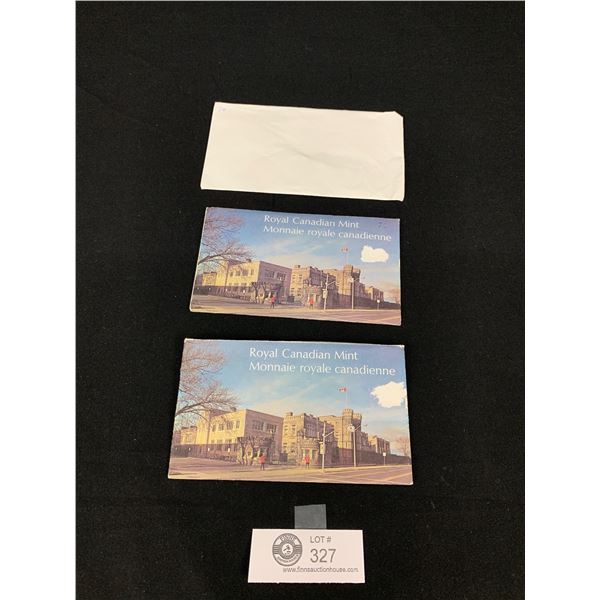 Royal Canadian Mint
Monnaie royale canadienne
Royal Canadian Mint
Monnaie royale canadienne
LOT #
327
www.finnsauctionhouse.com